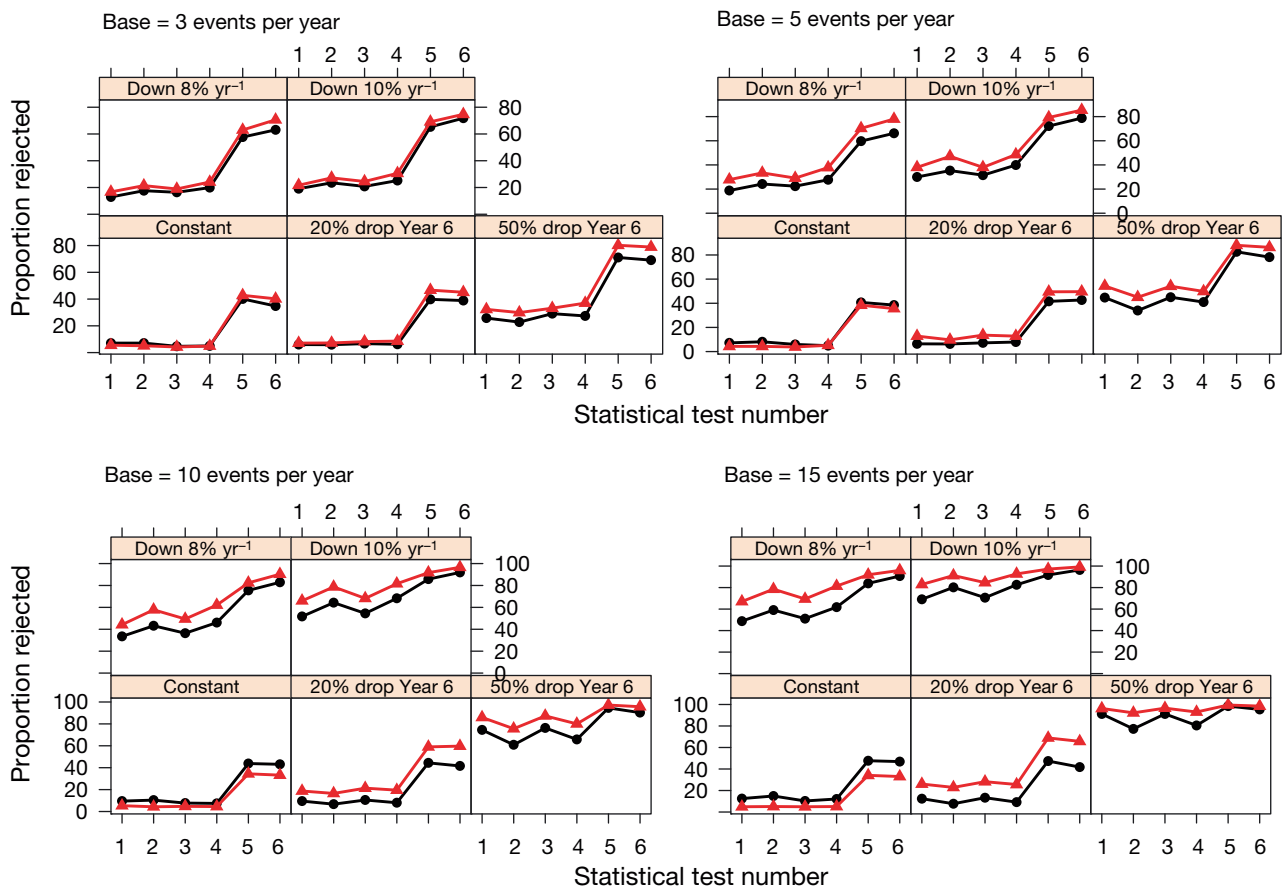 Base = 3 events per year
1 2 3 4 5 6
Down 8% yr⁻¹ Down 10% yr⁻¹
Proportion rejected
80
60
40
20
Constant 20% drop Year 6 50% drop Year 6
80
60
40
20
1 2 3 4 5 6 1 2 3 4 5 6
Base = 5 events per year
1 2 3 4 5 6
Down 8% yr⁻¹ Down 10% yr⁻¹
80
60
40
20
0
Constant 20% drop Year 6 50% drop Year 6
80
60
40
20
0
1 2 3 4 5 6 1 2 3 4 5 6
Statistical test number
Base = 10 events per year
1 2 3 4 5 6
Down 8% yr⁻¹ Down 10% yr⁻¹
Proportion rejected
100
80
60
40
20
0
Constant 20% drop Year 6 50% drop Year 6
100
80
60
40
20
0
1 2 3 4 5 6 1 2 3 4 5 6
Base = 15 events per year
1 2 3 4 5 6
Down 8% yr⁻¹ Down 10% yr⁻¹
100
80
60
40
20
Constant 20% drop Year 6 50% drop Year 6
100
80
60
40
20
1 2 3 4 5 6 1 2 3 4 5 6
Statistical test number